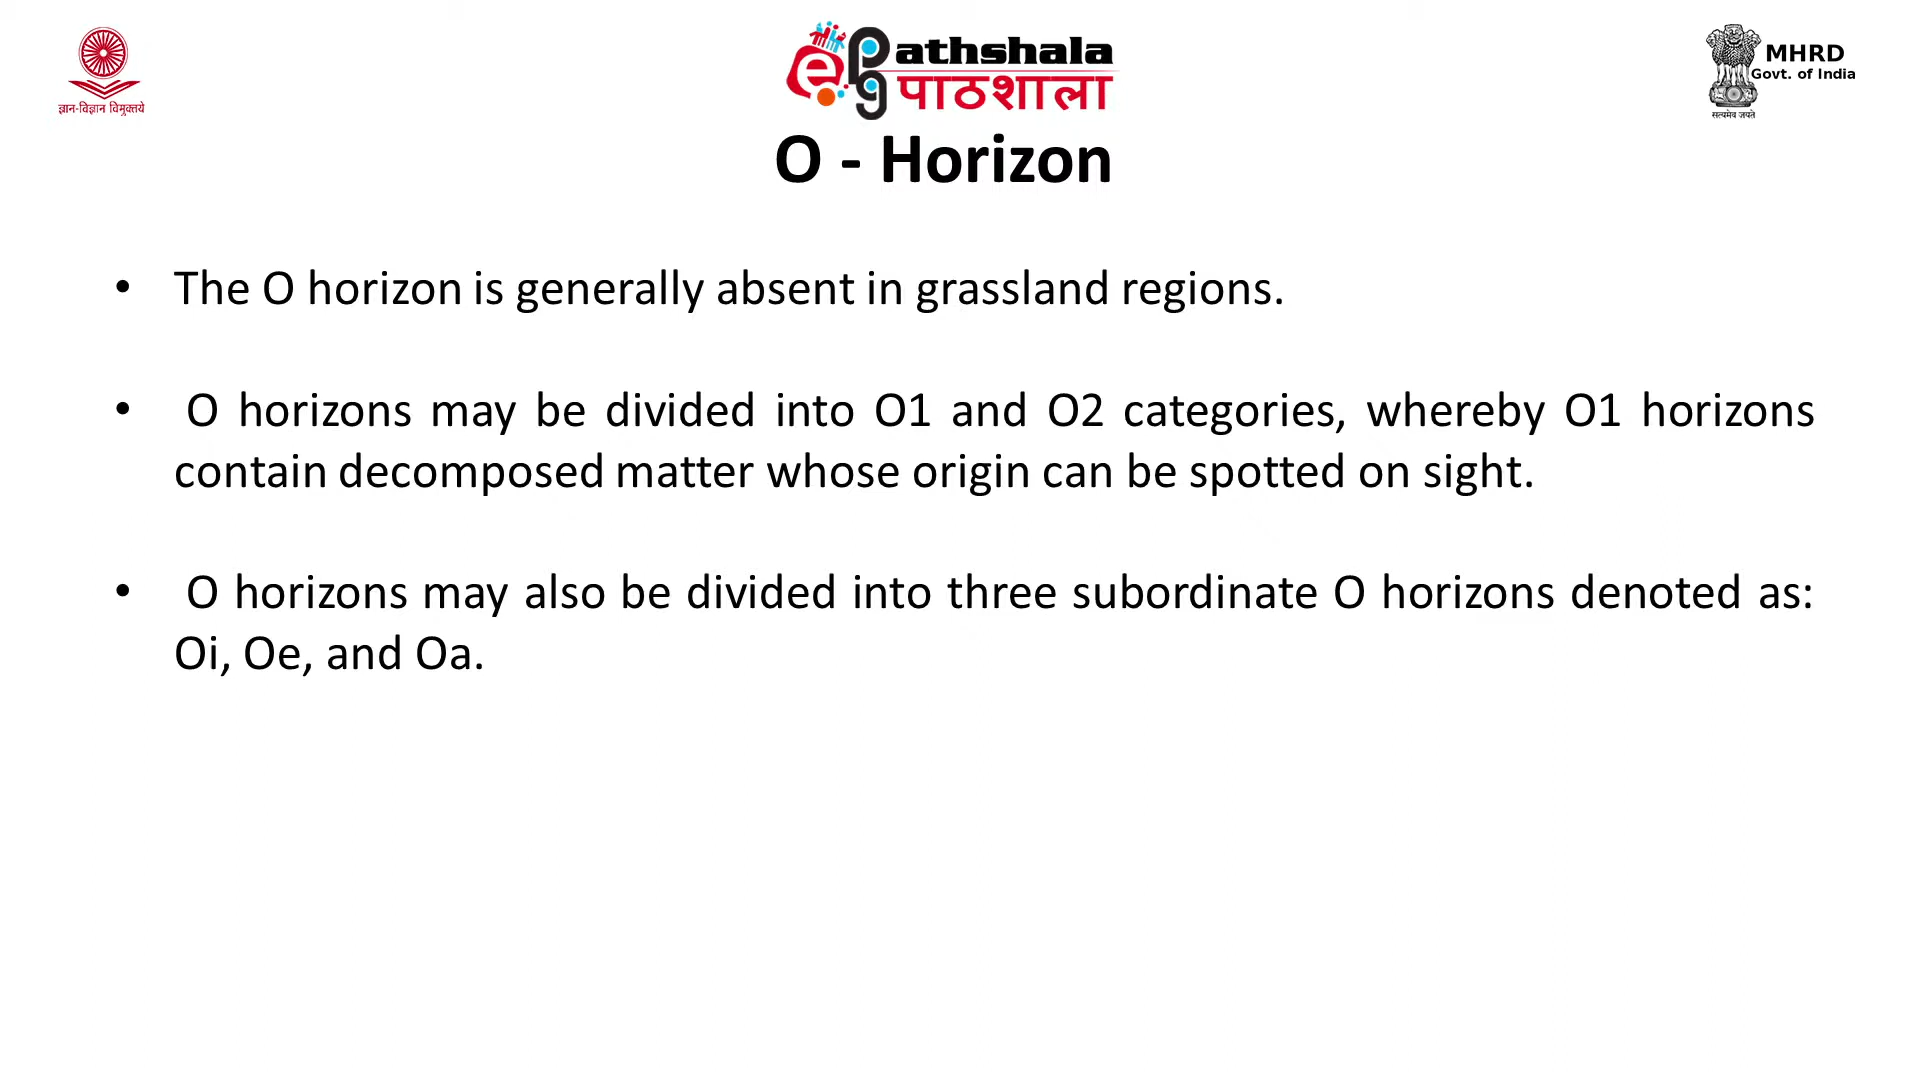 ज्ञान-विज्ञान विमुक्तये
ePGathshala
पाठशाला
MHRD
Govt. of India
सत्यमेव जयते
O - Horizon
• The O horizon is generally absent in grassland regions.
• O horizons may be divided into O1 and O2 categories, whereby O1 horizons
contain decomposed matter whose origin can be spotted on sight.
• O horizons may also be divided into three subordinate O horizons denoted as:
Oi, Oe, and Oa.